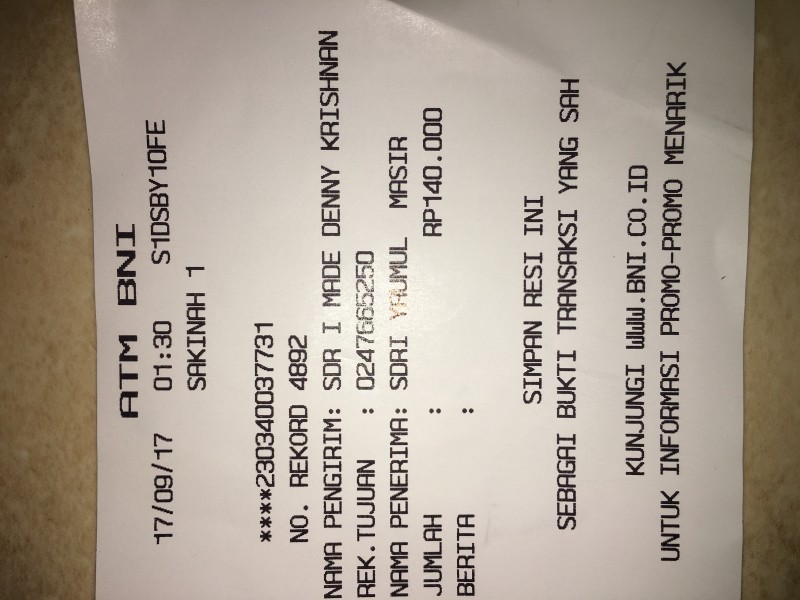 ATM BNI
17/09/17 01:30 S1DSBY10FE
SAKINAH 1
****230340037731
NO. REKORD 4892
NAMA PENGIRIM: SDR I MADE DENNY KRISHNAN
REK.TUJUAN : 0247665250
NAMA PENERIMA: SDRI MASIR
JUMLAH : RP140.000
BERITA :
SIMPAN RESI INI
SEBAGAI BUKTI TRANSAKSI YANG SAH
KUNJUNGI WWW.BNI.CO.ID
UNTUK INFORMASI PROMO-PROMO MENARIK